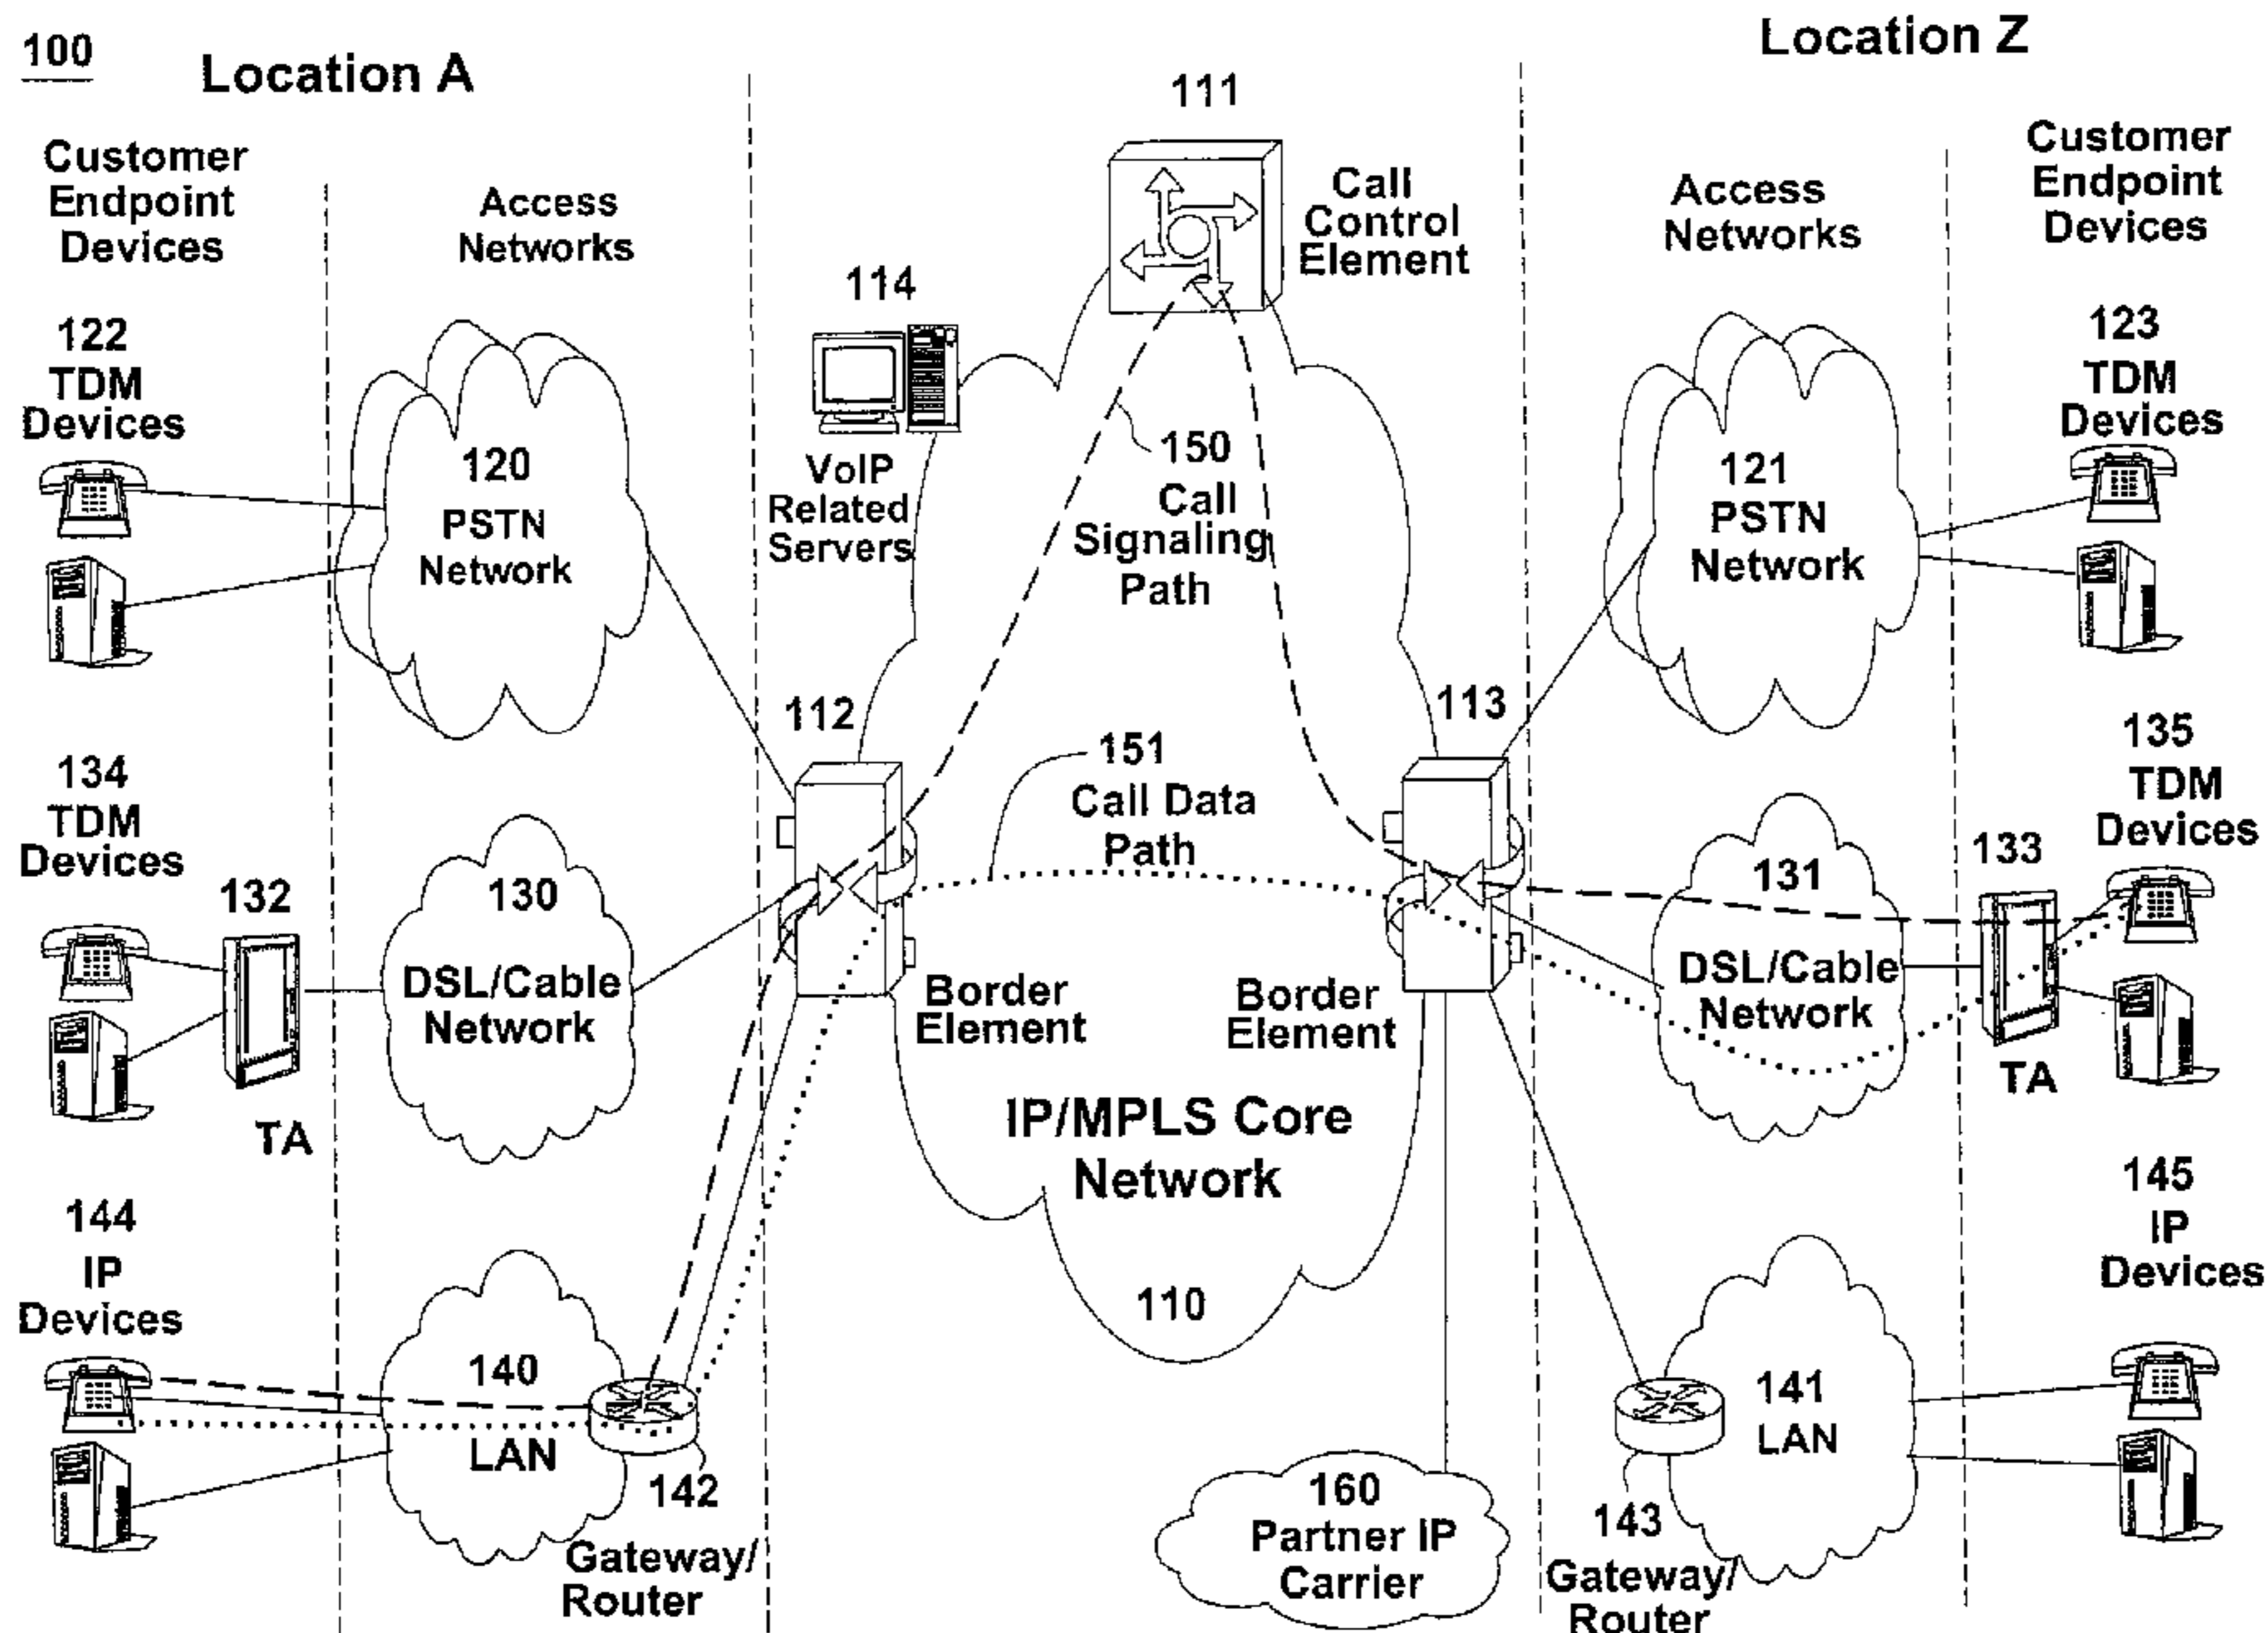 100
Location A
Location Z
Customer
Endpoint
Devices
Access
Networks
111
Call
Control
Element
Access
Networks
Customer
Endpoint
Devices
122
TDM
Devices
120
PSTN
Network
114
VoIP
Related
Servers
150
Call
Signaling
Path
121
PSTN
Network
123
TDM
Devices
134
TDM
Devices
132
TA
130
DSL/Cable
Network
112
Border
Element
151
Call Data
Path
113
Border
Element
131
DSL/Cable
Network
133
TA
135
TDM
Devices
IP/MPLS Core
Network
110
144
IP
Devices
140
LAN
142
Gateway/
Router
160
Partner IP
Carrier
143
Gateway/
Router
141
LAN
145
IP
Devices